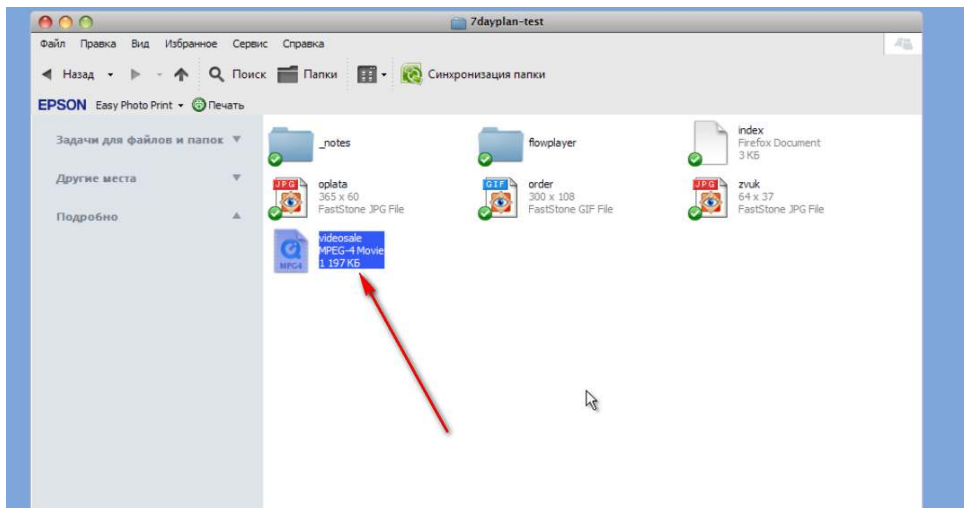 7dayplan-test
Файл Правка Вид Избранное Сервис Справка
Назад Поиск Папки Синхронизация папки
EPSON Easy Photo Print Печать
Задачи для файлов и папок
Другие места
Подробно
_notes
flowplayer
index
Firefox Document
3 КБ
JPG
oplata
365 x 60
FastStone JPG File
GIF
order
300 x 108
FastStone GIF File
JPG
zvuk
64 x 37
FastStone JPG File
MPG4
videosale
MPEG-4 Movie
1 197 КБ